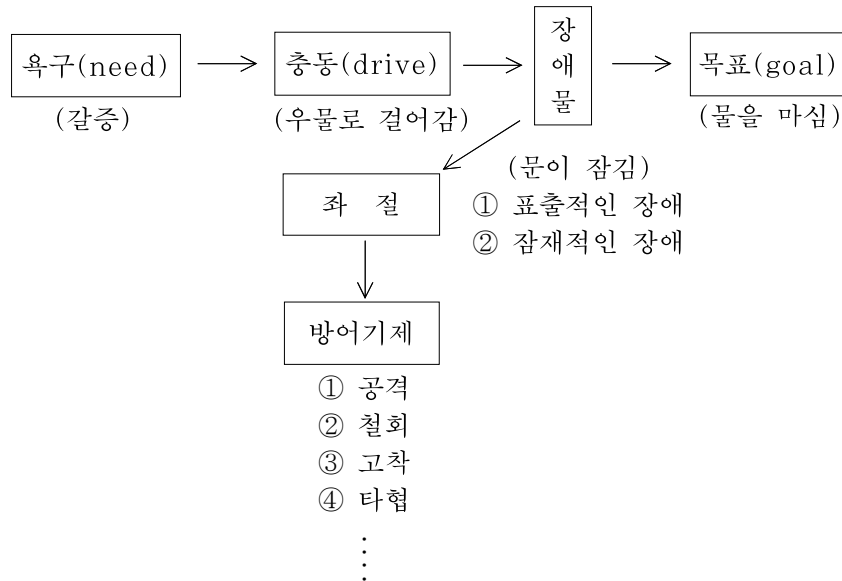 욕구(need)
충동(drive)
장애물
목표(goal)
(갈증)
(우물로 걸어감)
(물을 마심)
(문이 잠김)
좌 절
① 표출적인 장애
② 잠재적인 장애
방어기제
① 공격
② 철회
③ 고착
④ 타협